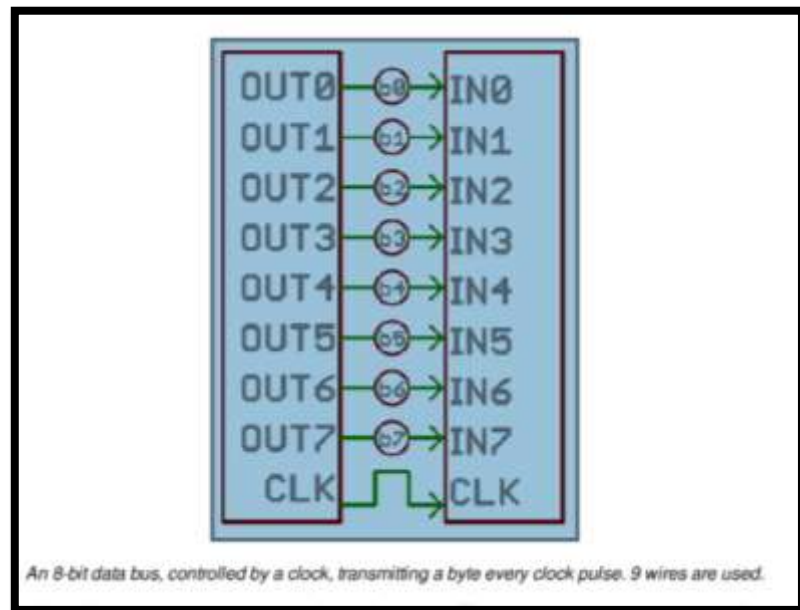 OUT0 b0 IN0
OUT1 b1 IN1
OUT2 b2 IN2
OUT3 b3 IN3
OUT4 b4 IN4
OUT5 b5 IN5
OUT6 b6 IN6
OUT7 b7 IN7
CLK CLK
An 8-bit data bus, controlled by a clock, transmitting a byte every clock pulse. 9 wires are used.